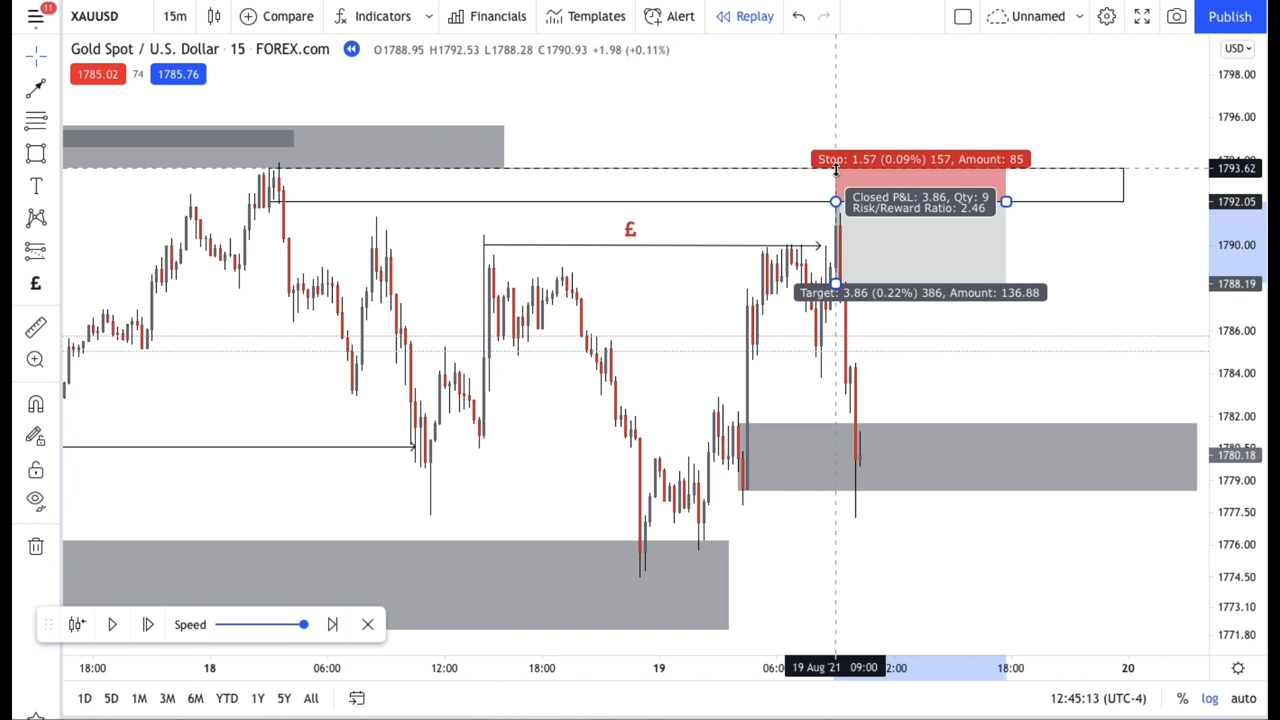 11
XAUUSD 15m Compare Indicators Financials Templates Alert Replay Unnamed Publish
Gold Spot / U.S. Dollar · 15 · FOREX.com O1788.95 H1792.53 L1788.28 C1790.93 +1.98 (+0.11%)
USD
1785.02 74 1785.76
1798.00
1796.00
Stop: 1.57 (0.09%) 157, Amount: 85
1793.62
Closed P&L: 3.86, Qty: 9
Risk/Reward Ratio: 2.46
1792.05
£
1790.00
1788.19
Target: 3.86 (0.22%) 386, Amount: 136.88
£
1786.00
1784.00
1782.00
1780.18
1779.00
1777.50
1776.00
1774.50
1773.10
1771.80
Speed
18:00 18 06:00 12:00 18:00 19 06:0 19 Aug '21 09:00 2:00 18:00 20
1D 5D 1M 3M 6M YTD 1Y 5Y All 12:45:13 (UTC-4) % log auto